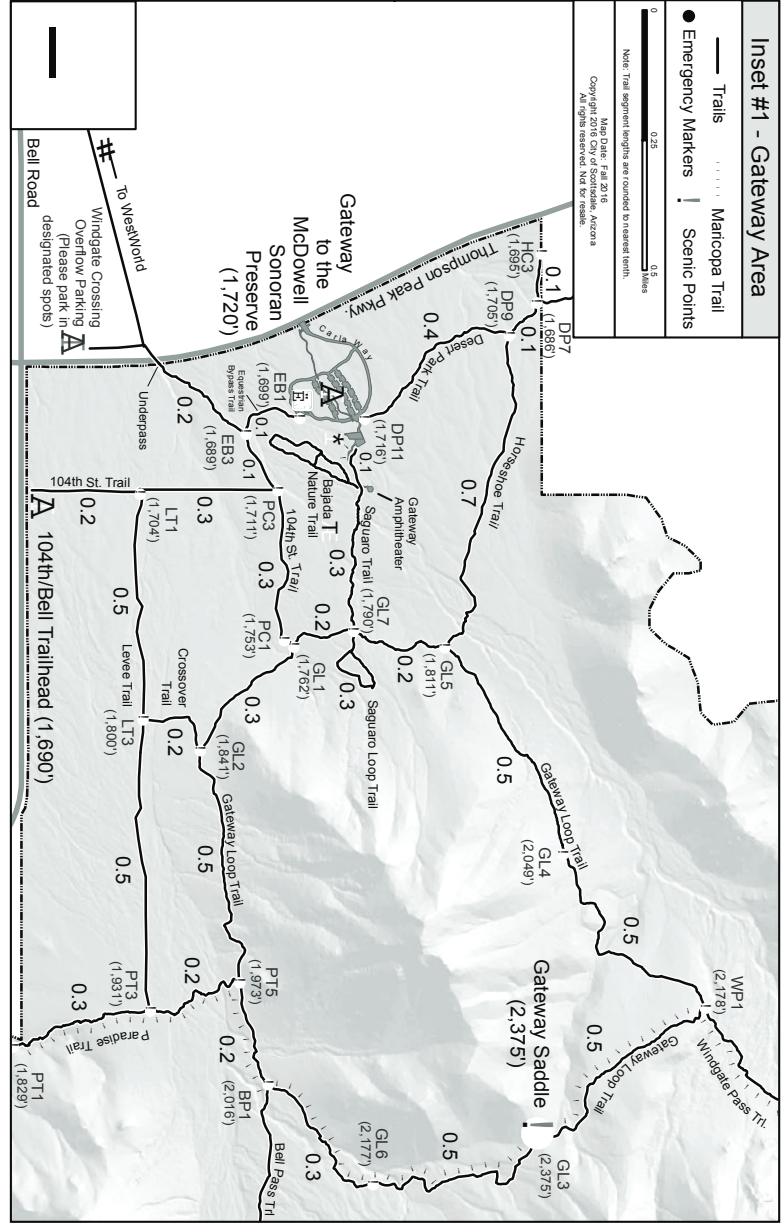 Inset #1 - Gateway Area
Trails
Maricopa Trail
Emergency Markers
Scenic Points
0
0.25
0.5
Miles
Note: Trail segment lengths are rounded to nearest tenth.
Map Date: Fall 2016
Copyright 2016 City of Scottsdale, Arizona
All rights reserved. Not for resale.
HC3
(1,695')
0.1
DP7
(1,686')
DP9
(1,705')
0.1
Thompson Peak Pkwy.
0.4
Desert Park Trail
Horseshoe Trail
0.7
Gateway
to the
McDowell
Sonoran
Preserve
(1,720')
Carla Way
DP11
(1,716')
EB1
(1,699')
Equestrian
Bypass Trail
0.1
0.1
Gateway
Amphitheater
Bajada
Nature Trail
Saguaro Trail
0.3
EB3
(1,689')
0.1
PC3
(1,711')
104th St. Trail
0.3
PC1
(1,753')
GL1
(1,762')
0.2
GL7
(1,790')
0.2
GL5
(1,811')
0.3
Saguaro Loop Trail
0.5
Gateway Loop Trail
GL4
(2,049')
0.5
WP1
(2,178')
Windgate Pass Trl.
Gateway Loop Trail
0.5
Gateway Saddle
(2,375')
GL3
(2,375')
0.5
GL6
(2,177')
0.3
BP1
(2,016')
Bell Pass Trl
0.2
PT5
(1,973')
Gateway Loop Trail
0.5
GL2
(1,841')
0.3
Crossover
Trail
0.2
LT3
(1,800')
Levee Trail
0.5
0.5
PT3
(1,931')
0.2
0.3
Paradise Trail
PT1
(1,829')
LT1
(1,704')
0.3
104th St. Trail
0.2
104th/Bell Trailhead (1,690')
Underpass
0.2
To WestWorld
Windgate Crossing
Overflow Parking
(Please park in
designated spots)
Bell Road